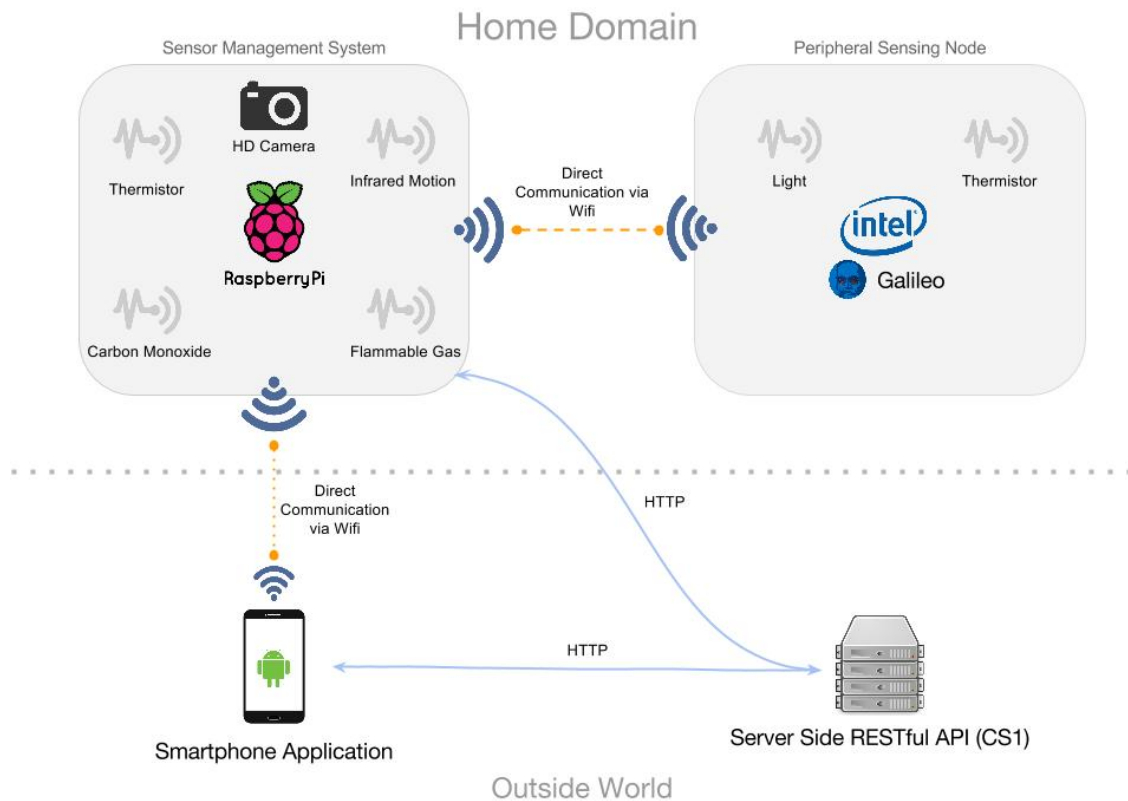 Home Domain
Sensor Management System
Peripheral Sensing Node
HD Camera
Thermistor
Infrared Motion
RaspberryPi
Carbon Monoxide
Flammable Gas
Direct
Communication via
Wifi
Light
Thermistor
intel
Galileo
Direct
Communication
via Wifi
HTTP
HTTP
Smartphone Application
Server Side RESTful API (CS1)
Outside World